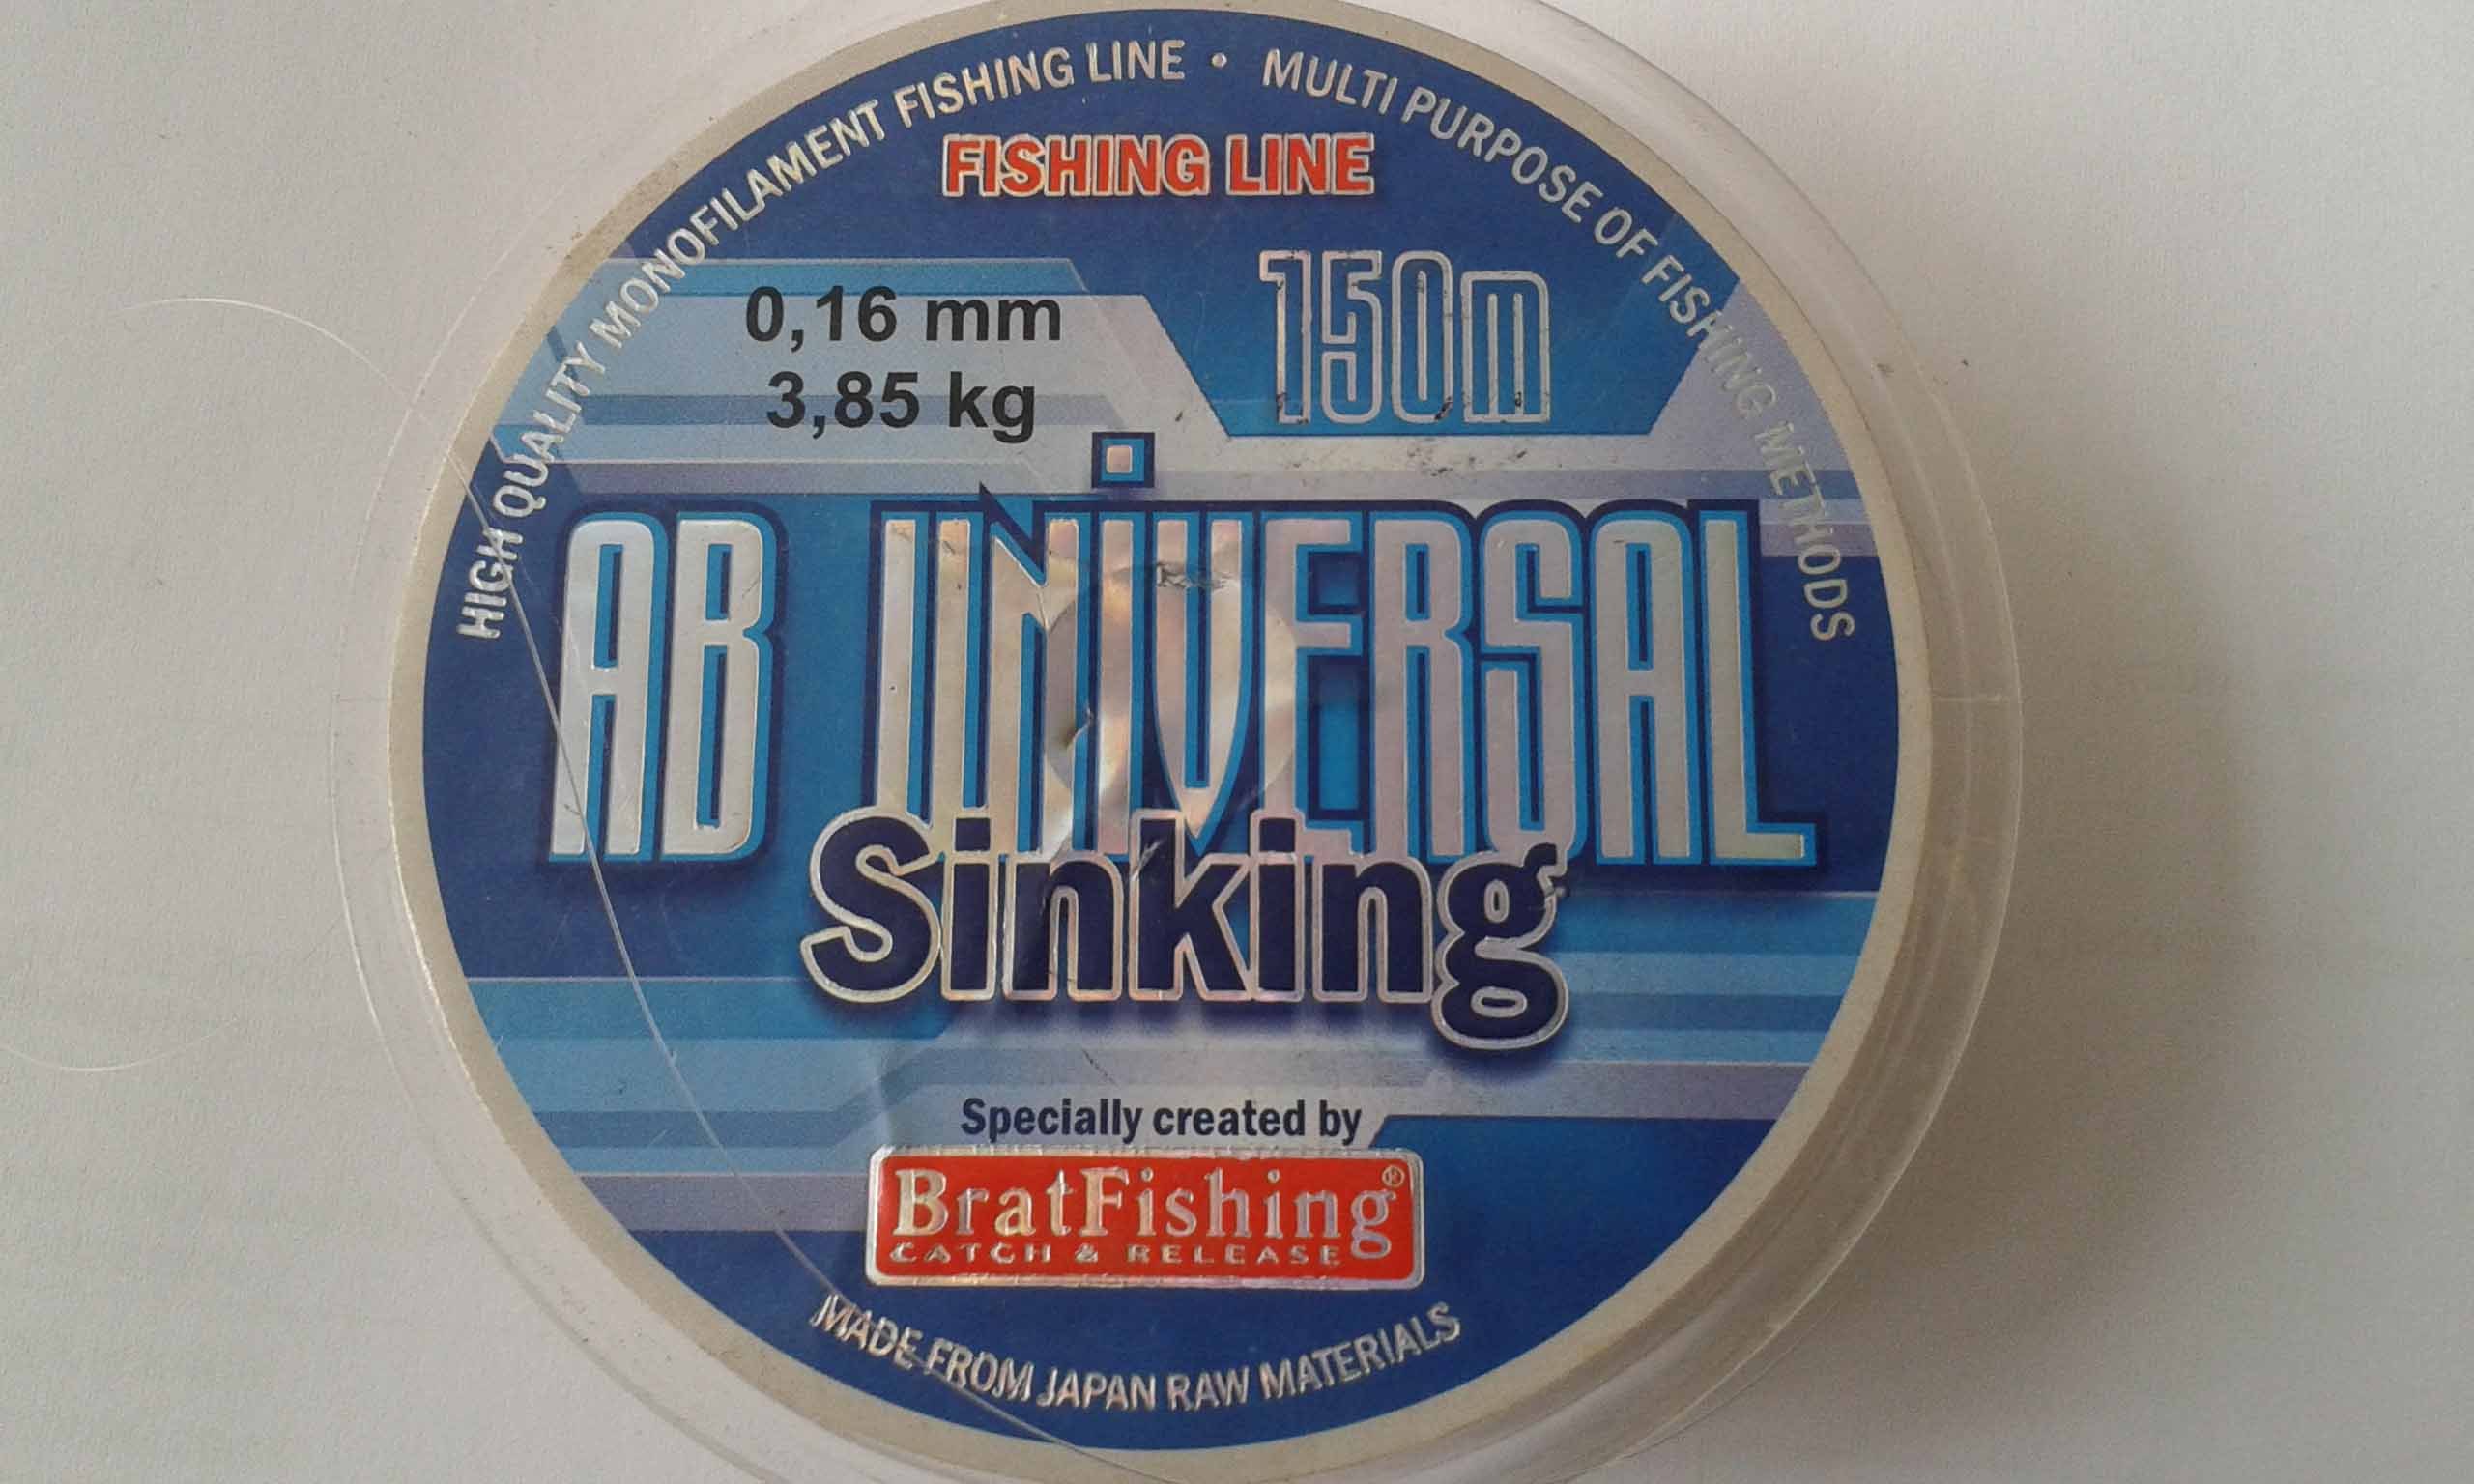 HIGH QUALITY MONOFILAMENT FISHING LINE • MULTI PURPOSE OF FISHING METHODS
FISHING LINE
0,16 mm
3,85 kg
150m
AB UNiVERSAL
Sinking
Specially created by
BratFishing®
CATCH & RELEASE
MADE FROM JAPAN RAW MATERIALS